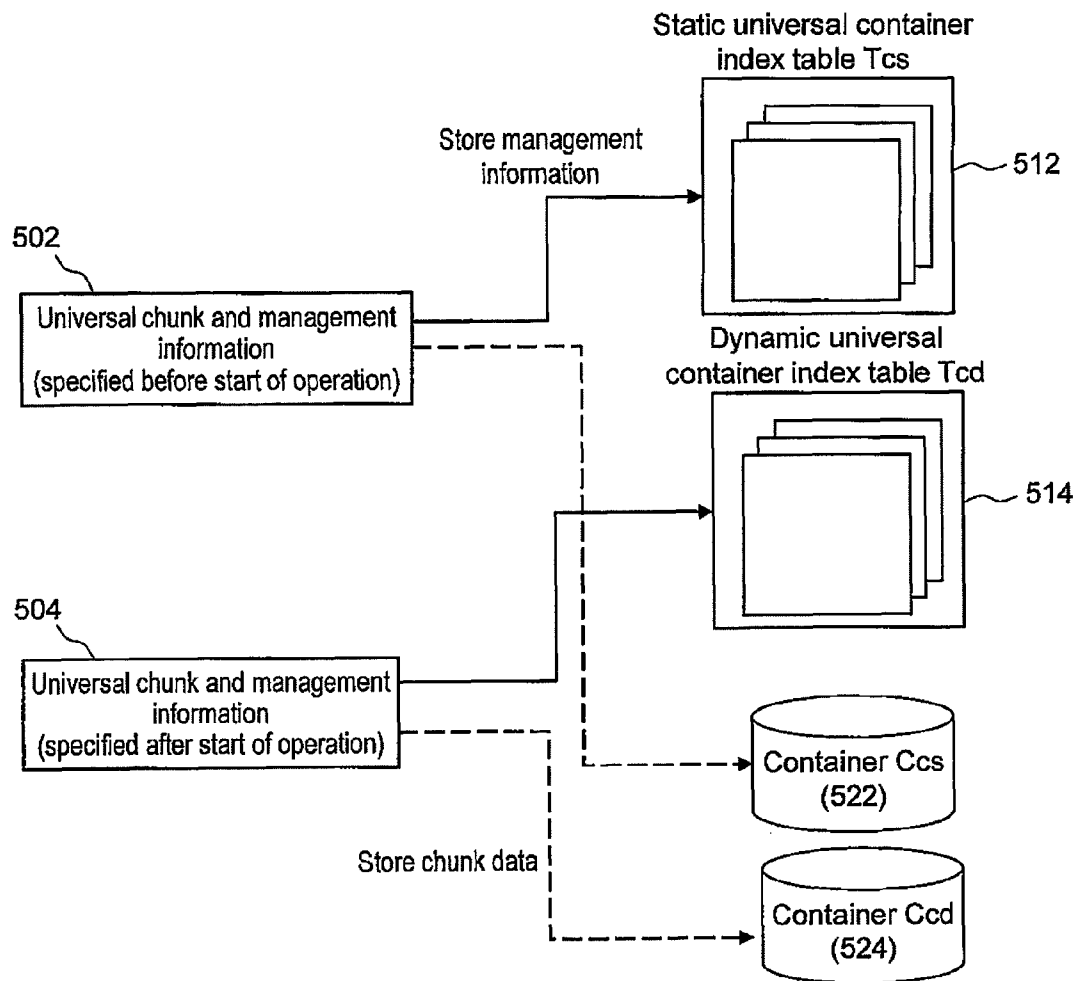 Static universal container
index table Tcs
Store management
information
512
502
Universal chunk and management
information
(specified before start of operation)
Dynamic universal
container index table Tcd
514
504
Universal chunk and management
information
(specified after start of operation)
Container Ccs
(522)
Store chunk data
Container Ccd
(524)